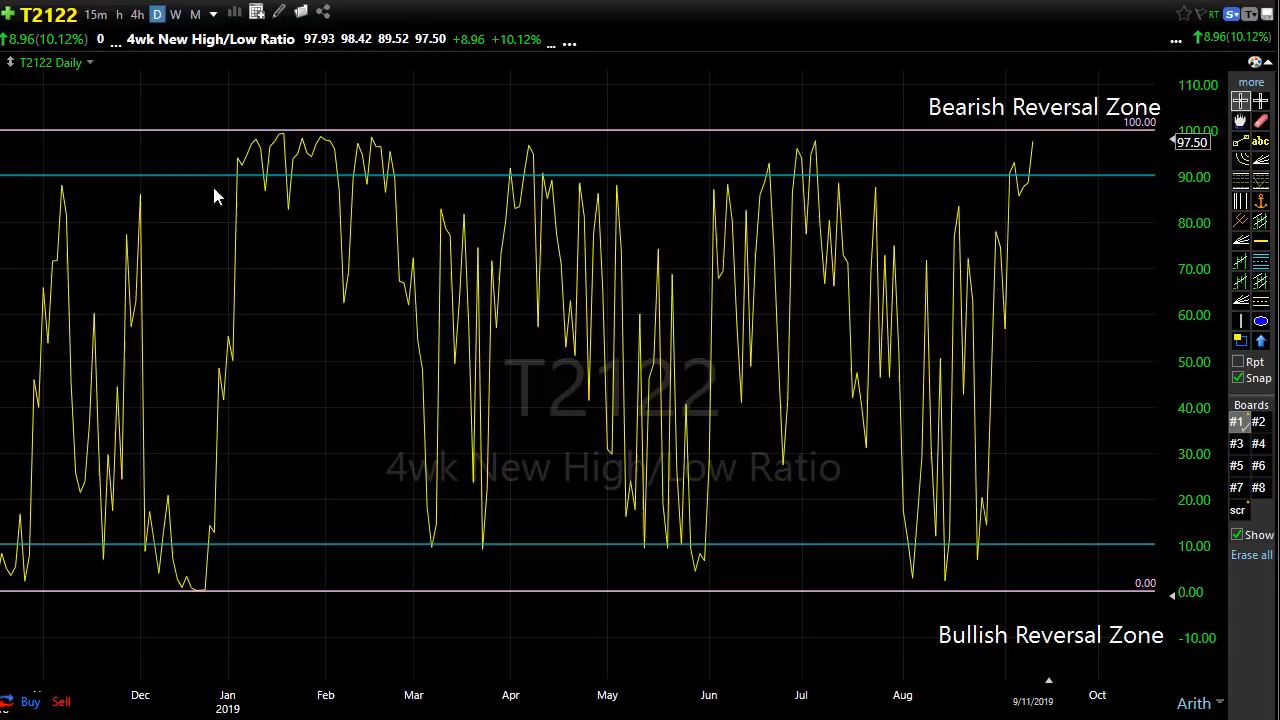 T2122 15m h 4h D W M RT S T
8.96(10.12%) 0 ... 4wk New High/Low Ratio 97.93 98.42 89.52 97.50 +8.96 +10.12% ... ... ... 8.96(10.12%)
T2122 Daily
more
110.00
Bearish Reversal Zone
100.00
100.00
97.50
abc
90.00
80.00
70.00
60.00
50.00
Rpt
Snap
T2122
40.00
Boards
#1 #2
#3 #4
30.00
4wk New High/Low Ratio
#5 #6
#7 #8
20.00
scr
10.00
Show
Erase all
0.00
0.00
Bullish Reversal Zone
-10.00
Dec Jan Feb Mar Apr May Jun Jul Aug Oct
Buy Sell 2019 9/11/2019 Arith